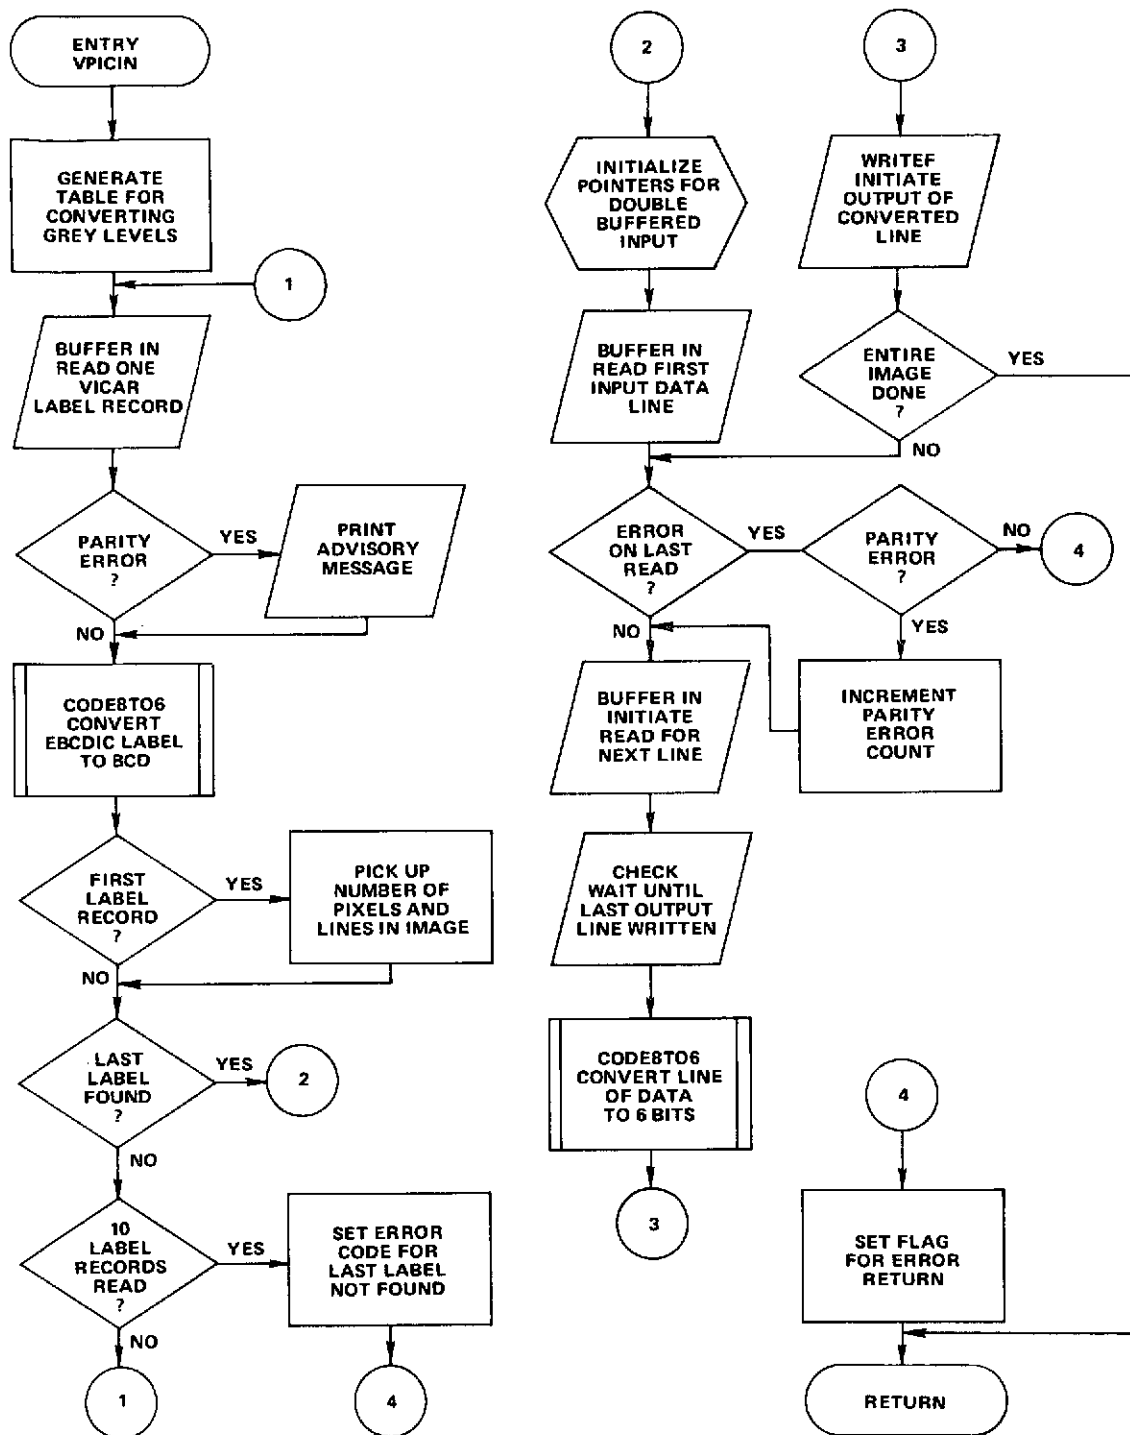 ENTRY
VPICIN
GENERATE
TABLE FOR
CONVERTING
GREY LEVELS
1
BUFFER IN
READ ONE
VICAR
LABEL RECORD
PARITY
ERROR
?
YES
PRINT
ADVISORY
MESSAGE
NO
CODE8TO6
CONVERT
EBCDIC LABEL
TO BCD
FIRST
LABEL
RECORD
?
YES
PICK UP
NUMBER OF
PIXELS AND
LINES IN IMAGE
NO
LAST
LABEL
FOUND
?
YES
2
NO
10
LABEL
RECORDS
READ
?
YES
SET ERROR
CODE FOR
LAST LABEL
NOT FOUND
NO
1
4
2
INITIALIZE
POINTERS FOR
DOUBLE
BUFFERED
INPUT
BUFFER IN
READ FIRST
INPUT DATA
LINE
ERROR
ON LAST
READ
?
YES
PARITY
ERROR
?
NO
4
YES
INCREMENT
PARITY
ERROR
COUNT
NO
BUFFER IN
INITIATE
READ FOR
NEXT LINE
CHECK
WAIT UNTIL
LAST OUTPUT
LINE WRITTEN
CODE8TO6
CONVERT LINE
OF DATA
TO 6 BITS
3
3
WRITEF
INITIATE
OUTPUT OF
CONVERTED
LINE
ENTIRE
IMAGE
DONE
?
YES
NO
4
SET FLAG
FOR ERROR
RETURN
RETURN